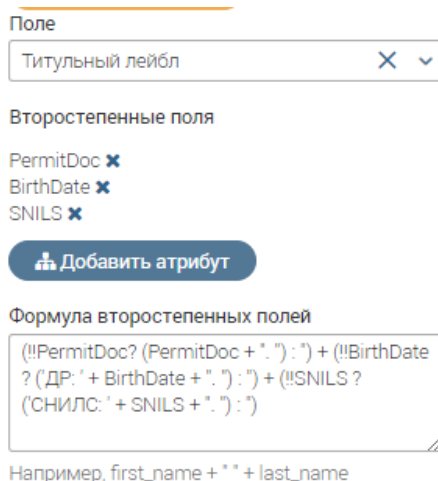 Поле
Титульный лейбл
Второстепенные поля
PermitDoc
BirthDate
SNILS
Добавить атрибут
Формула второстепенных полей
(!!PermitDoc? (PermitDoc + ". ") : '') + (!!BirthDate
? ('ДР: ' + BirthDate + ". ") : '') + (!!SNILS ?
('СНИЛС: ' + SNILS + ". ") : '')
Например, first_name + " " + last_name